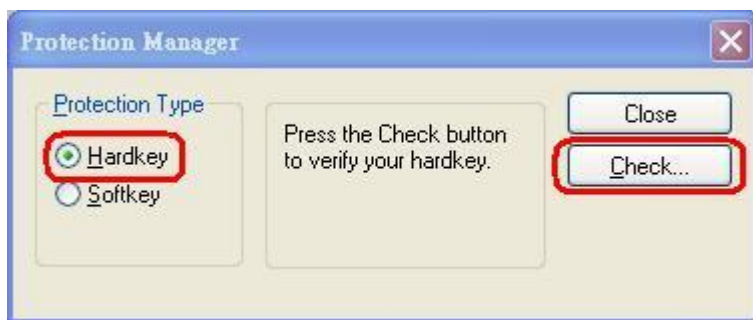 Protection Manager
Protection Type
Hardkey
Softkey
Press the Check button
to verify your hardkey.
Close
Check...